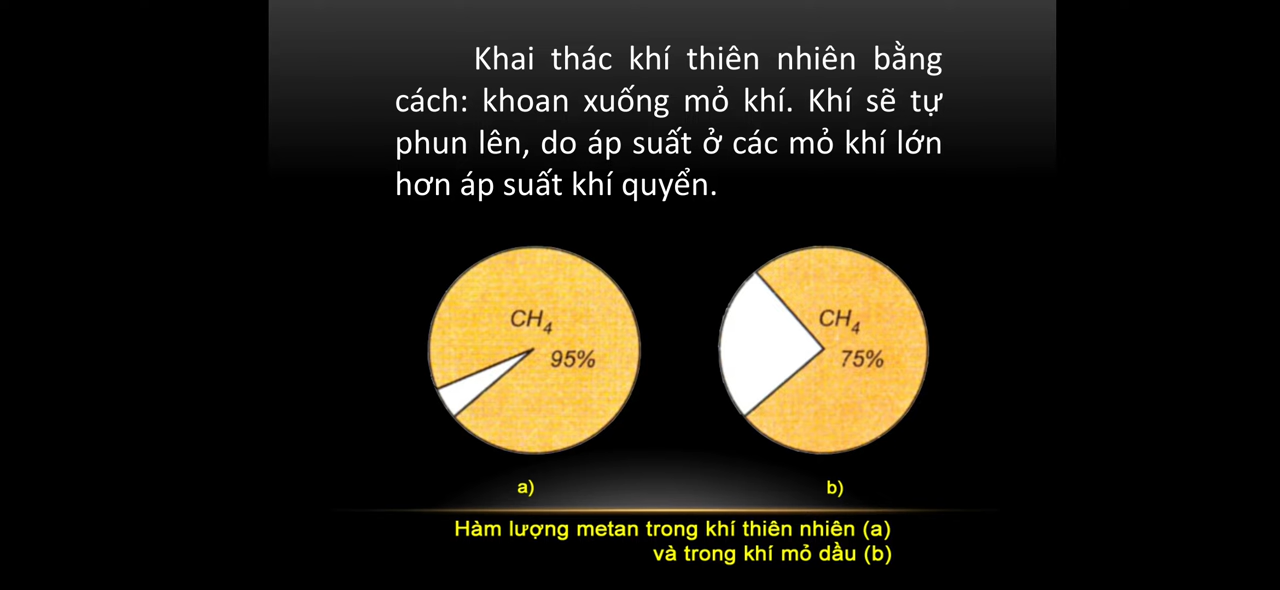 Khai thác khí thiên nhiên bằng
cách: khoan xuống mỏ khí. Khí sẽ tự
phun lên, do áp suất ở các mỏ khí lớn
hơn áp suất khí quyển.
CH₄
95%
CH₄
75%
a)
b)
Hàm lượng metan trong khí thiên nhiên (a)
và trong khí mỏ dầu (b)